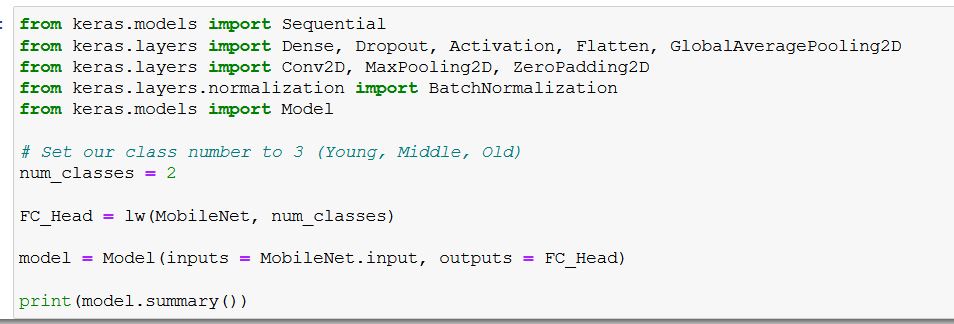 from keras.models import Sequential
from keras.layers import Dense, Dropout, Activation, Flatten, GlobalAveragePooling2D
from keras.layers import Conv2D, MaxPooling2D, ZeroPadding2D
from keras.layers.normalization import BatchNormalization
from keras.models import Model
# Set our class number to 3 (Young, Middle, Old)
num_classes = 2
FC_Head = lw(MobileNet, num_classes)
model = Model(inputs = MobileNet.input, outputs = FC_Head)
print(model.summary())